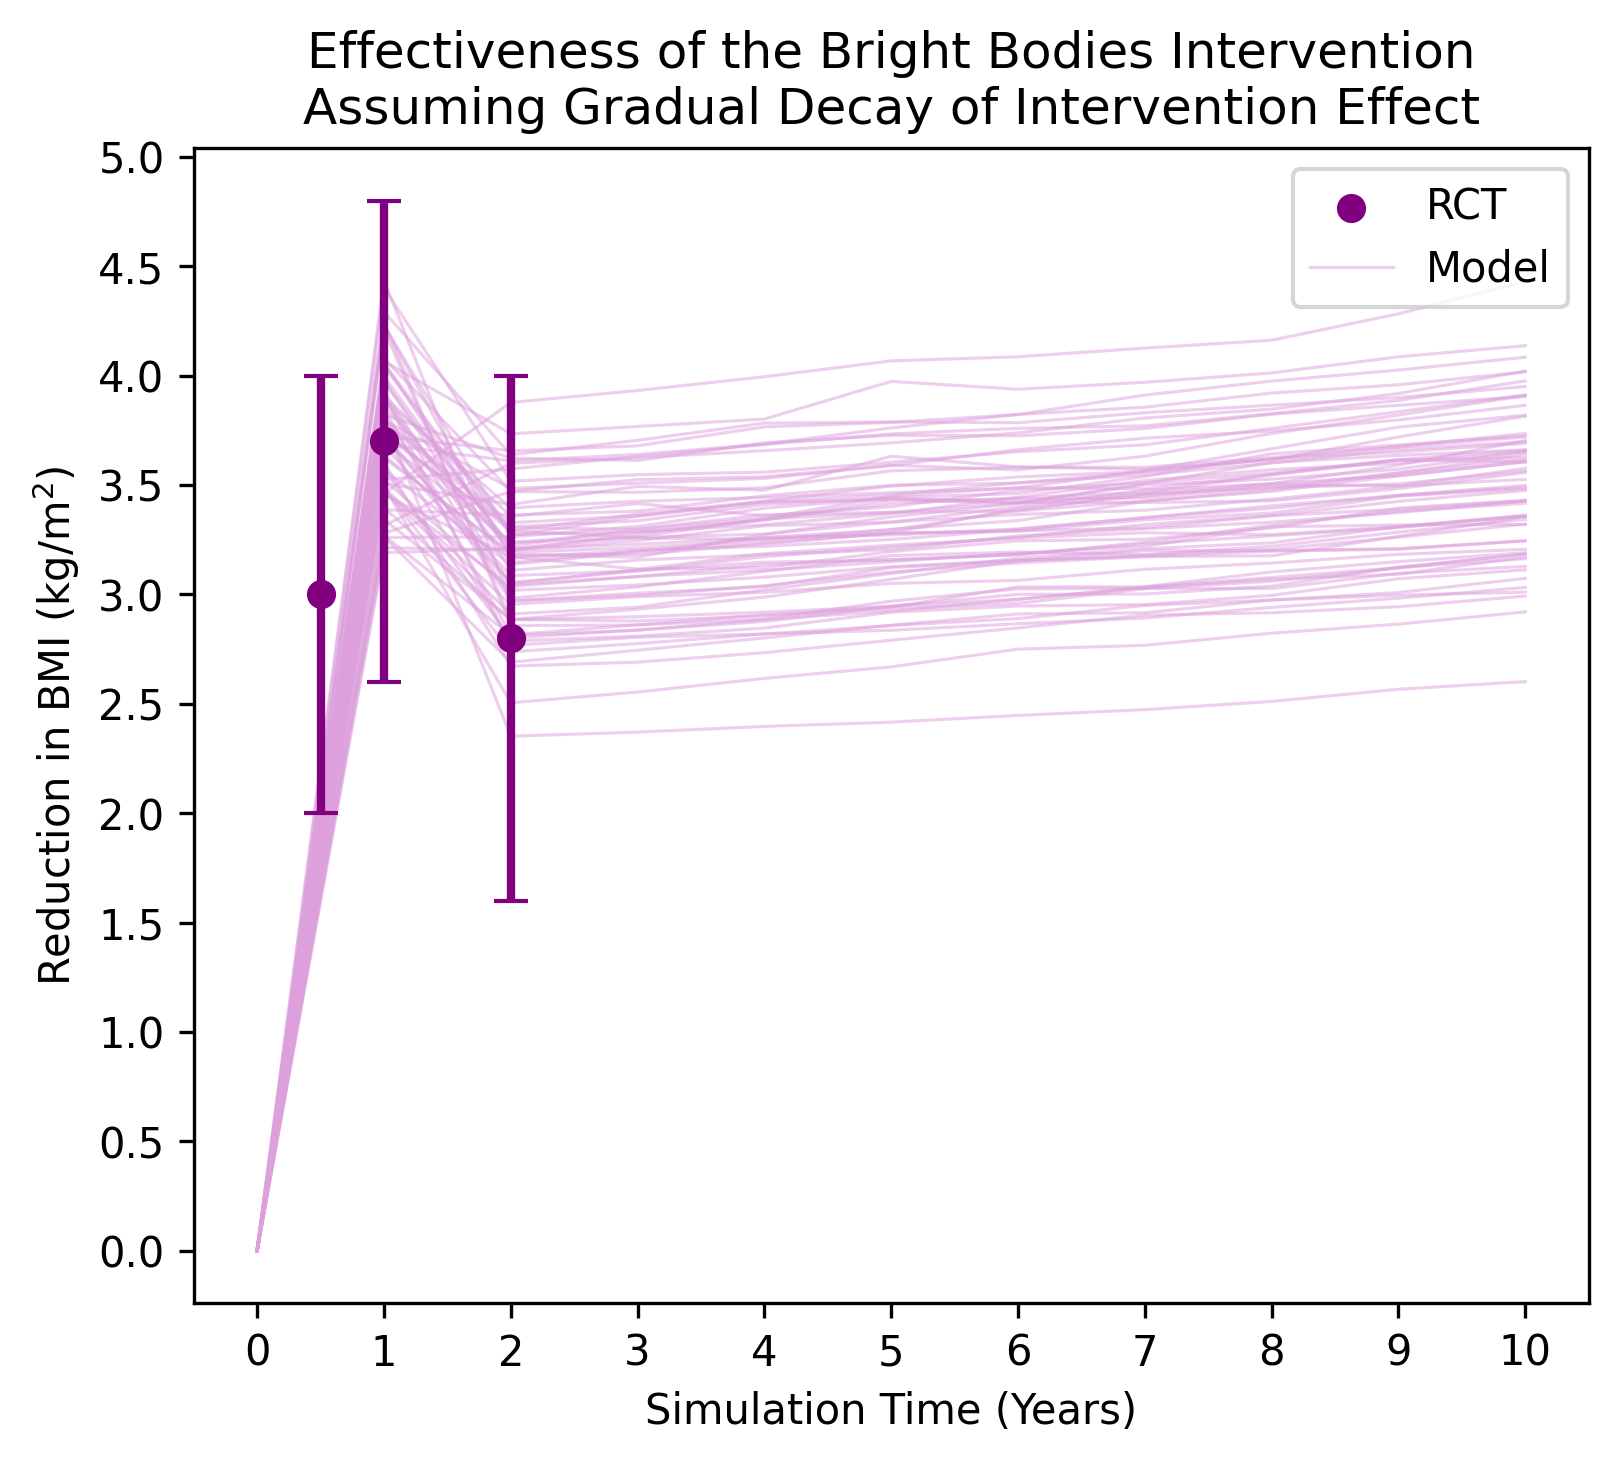 Effectiveness of the Bright Bodies Intervention
Assuming Gradual Decay of Intervention Effect
RCT
Model
Reduction in BMI (kg/m²)
5.0
4.5
4.0
3.5
3.0
2.5
2.0
1.5
1.0
0.5
0.0
0 1 2 3 4 5 6 7 8 9 10
Simulation Time (Years)